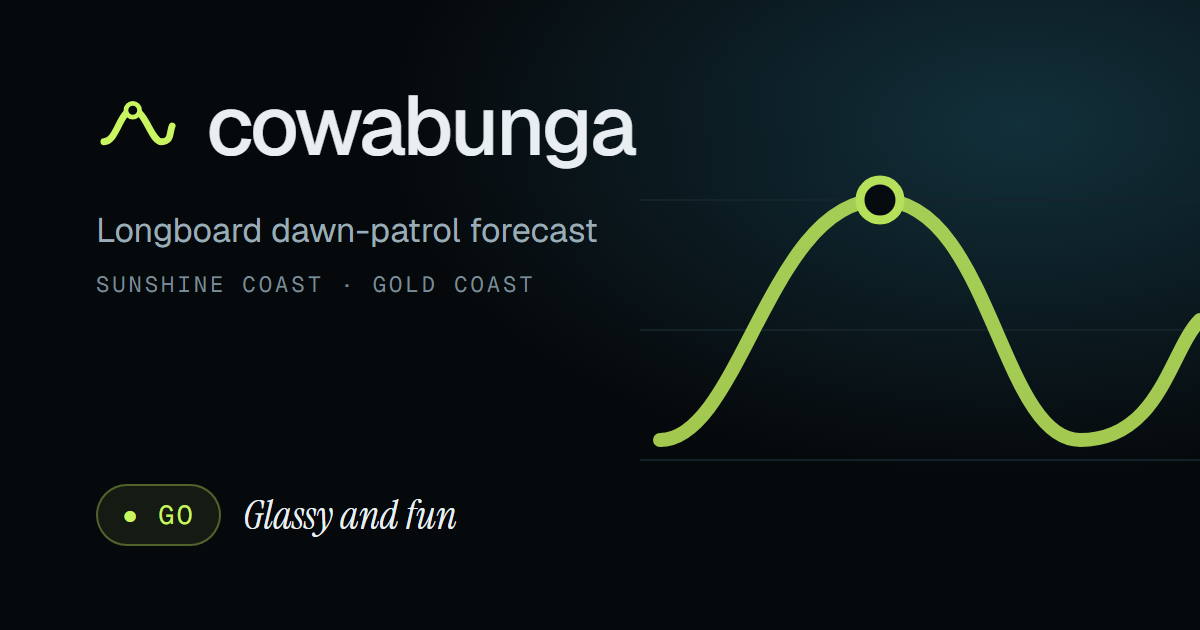 cowabunga
Longboard dawn-patrol forecast
SUNSHINE COAST · GOLD COAST
GO Glassy and fun